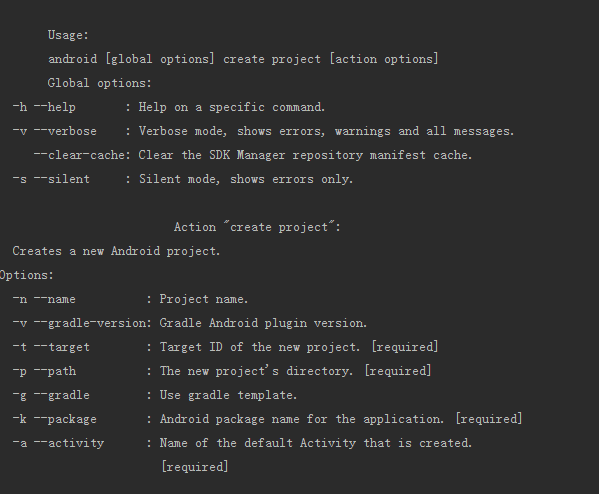 Usage:
android [global options] create project [action options]
Global options:
-h --help       : Help on a specific command.
-v --verbose    : Verbose mode, shows errors, warnings and all messages.
--clear-cache: Clear the SDK Manager repository manifest cache.
-s --silent     : Silent mode, shows errors only.
Action "create project":
Creates a new Android project.
Options:
-n --name          : Project name.
-v --gradle-version: Gradle Android plugin version.
-t --target        : Target ID of the new project. [required]
-p --path          : The new project's directory. [required]
-g --gradle        : Use gradle template.
-k --package       : Android package name for the application. [required]
-a --activity      : Name of the default Activity that is created.
[required]